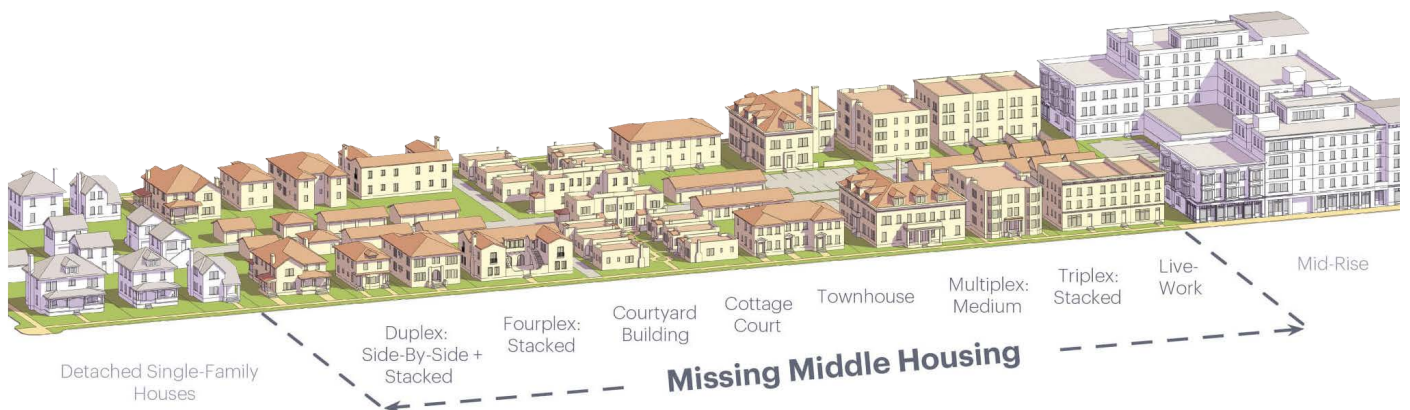 Detached Single-Family
Houses
Duplex:
Side-By-Side +
Stacked
Fourplex:
Stacked
Courtyard
Building
Cottage
Court
Townhouse
Multiplex:
Medium
Triplex:
Stacked
Live-
Work
Mid-Rise
Missing Middle Housing